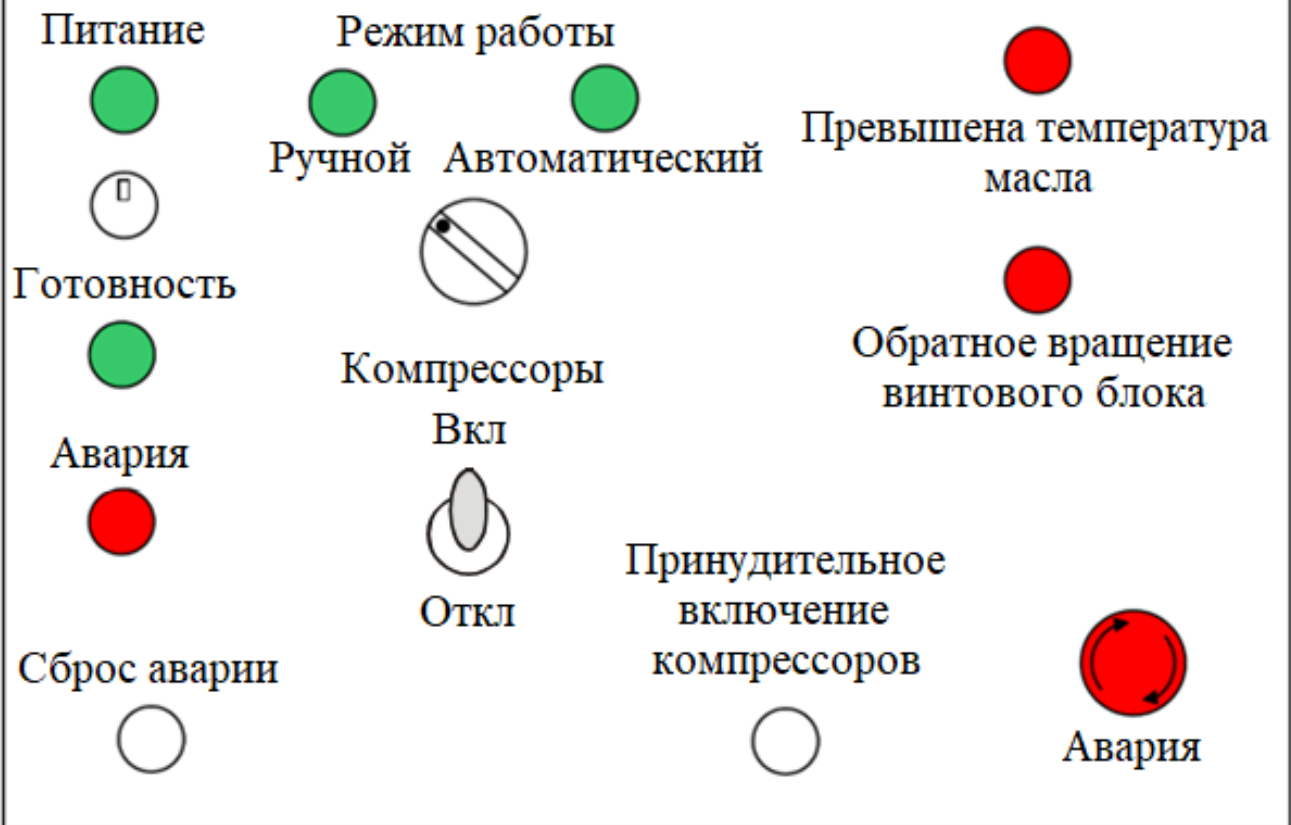 Питание
Режим работы
Ручной
Автоматический
Превышена температура
масла
Готовность
Обратное вращение
винтового блока
Компрессоры
Вкл
Авария
Откл
Принудительное
включение
компрессоров
Сброс аварии
Авария